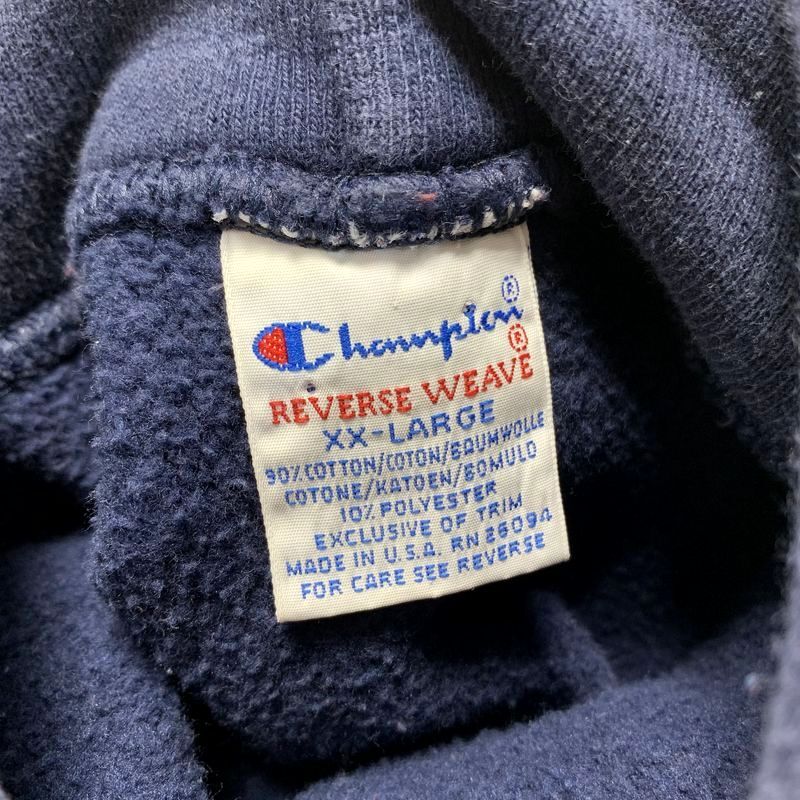 Champion®
REVERSE WEAVE®
XX-LARGE
90% COTTON/COTON/BAUMWOLLE
COTONE/KATOEN/BOMULD
10% POLYESTER
EXCLUSIVE OF TRIM
MADE IN U.S.A. RN 26094
FOR CARE SEE REVERSE